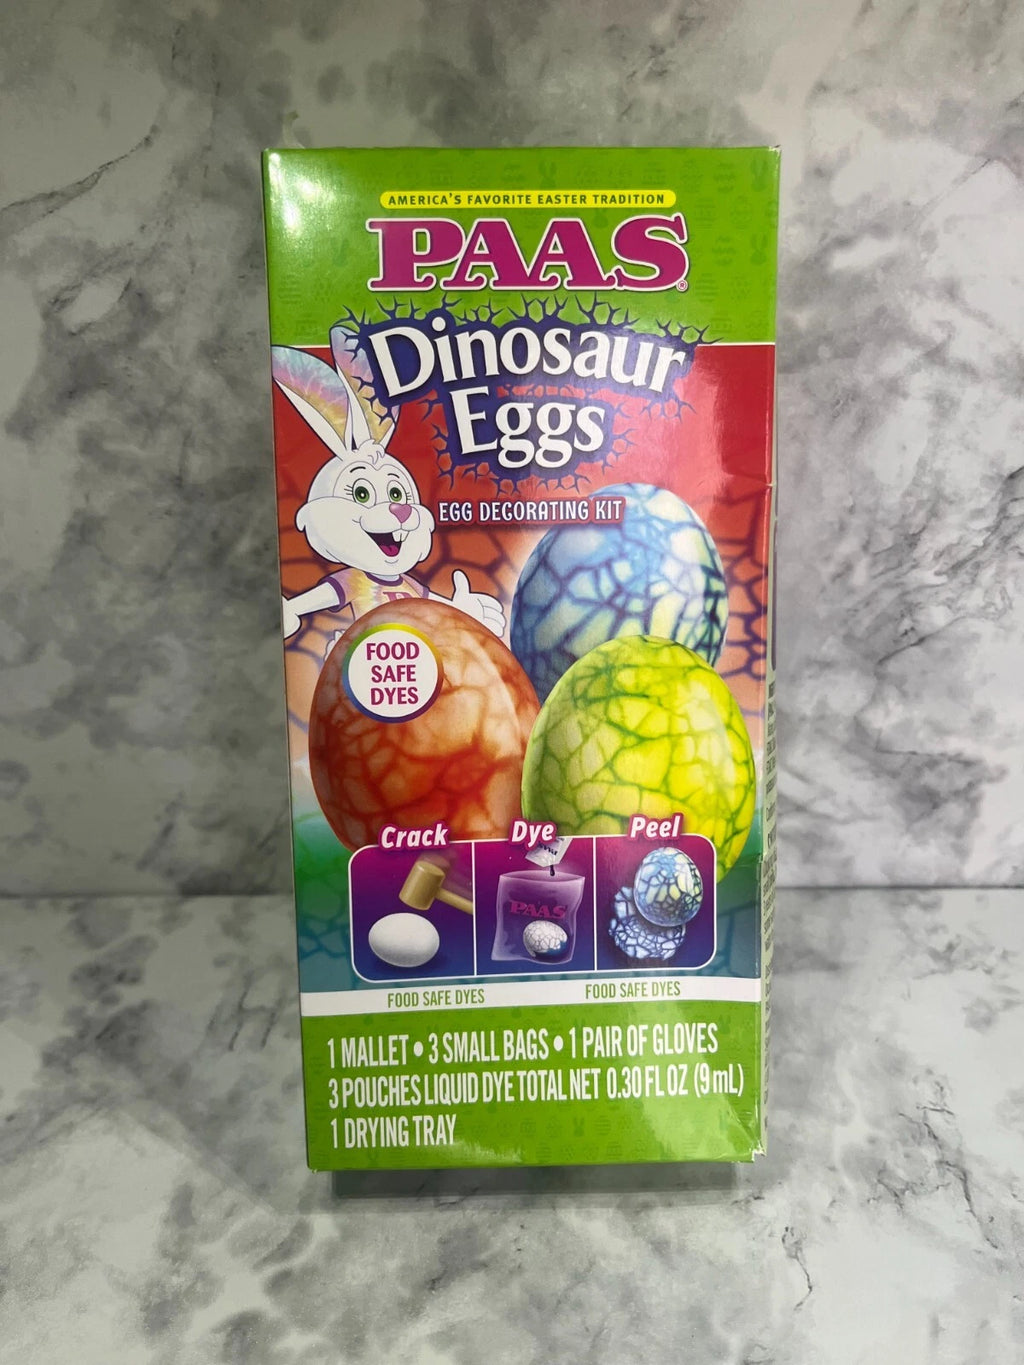 AMERICA'S FAVORITE EASTER TRADITION
PAAS
Dinosaur
Eggs
EGG DECORATING KIT
FOOD
SAFE
DYES
Crack
Dye
Peel
PAAS
FOOD SAFE DYES
FOOD SAFE DYES
1 MALLET • 3 SMALL BAGS • 1 PAIR OF GLOVES
3 POUCHES LIQUID DYE TOTAL NET 0.30 FL OZ (9 mL)
1 DRYING TRAY